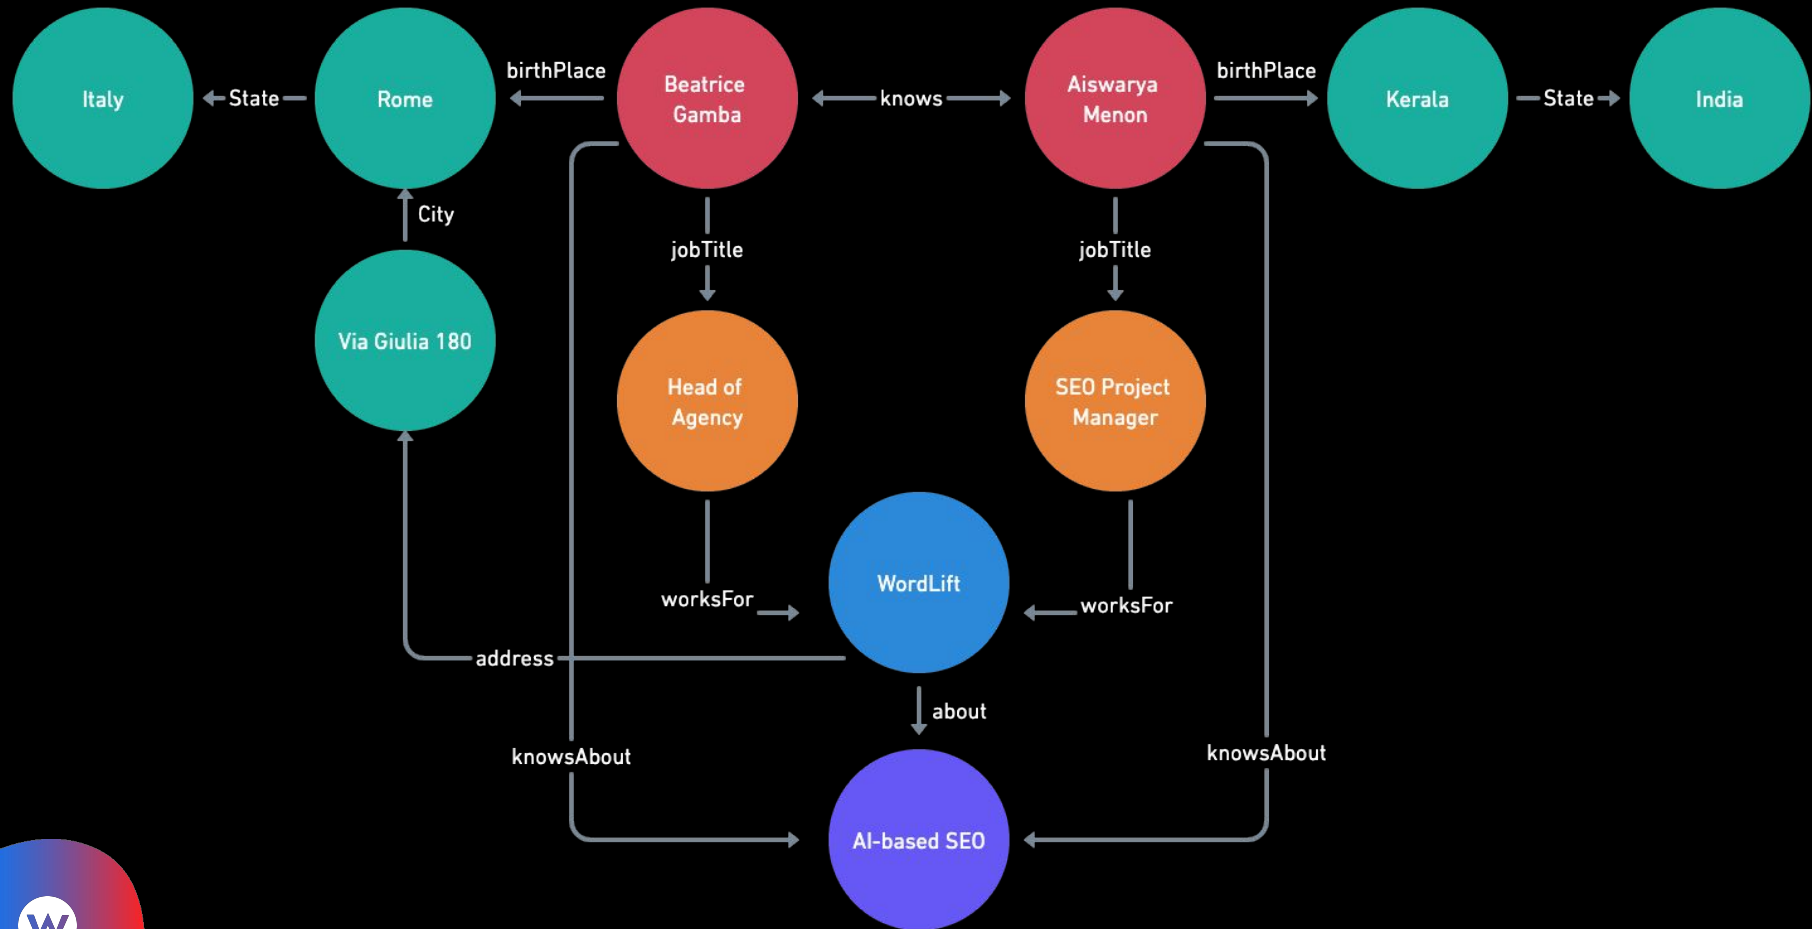 birthPlace
birthPlace
Italy
State
Rome
Beatrice
Gamba
knows
Aiswarya
Menon
Kerala
State
India
City
jobTitle
jobTitle
Via Giulia 180
Head of
Agency
SEO Project
Manager
WordLift
worksFor
worksFor
address
about
knowsAbout
knowsAbout
AI-based SEO
W